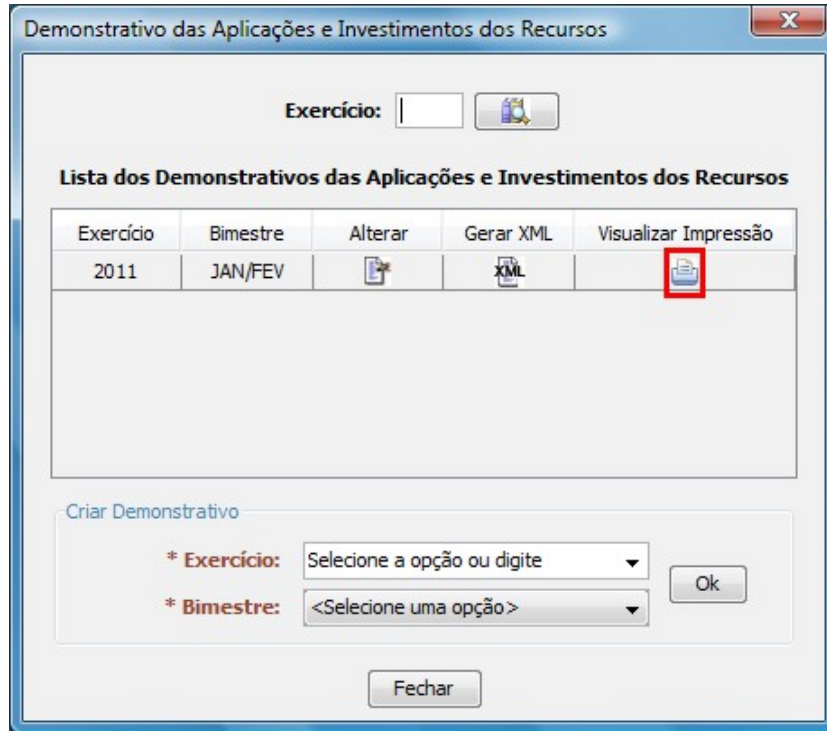 Demonstrativo das Aplicações e Investimentos dos Recursos
Exercício:
Lista dos Demonstrativos das Aplicações e Investimentos dos Recursos
Exercício Bimestre Alterar Gerar XML Visualizar Impressão
2011 JAN/FEV XML
Criar Demonstrativo
* Exercício: Selecione a opção ou digite
Ok
* Bimestre: <Selecione uma opção>
Fechar